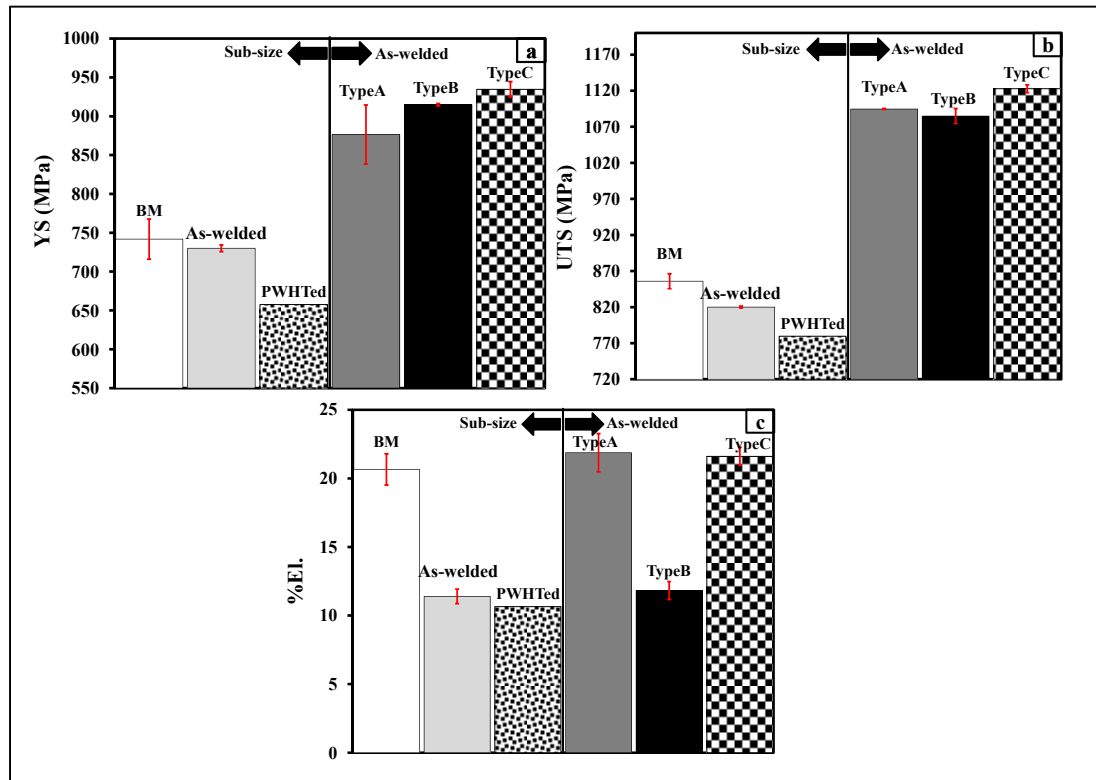 a
Sub-size As-welded
YS (MPa)
1000
950
900
850
800
750
700
650
600
550
BM
As-welded
PWHTed
TypeA
TypeB
TypeC
b
Sub-size As-welded
UTS (MPa)
1170
1120
1070
1020
970
920
870
820
770
720
BM
As-welded
PWHTed
TypeA
TypeB
TypeC
c
Sub-size As-welded
%El.
25
20
15
10
5
0
BM
As-welded
PWHTed
TypeA
TypeB
TypeC